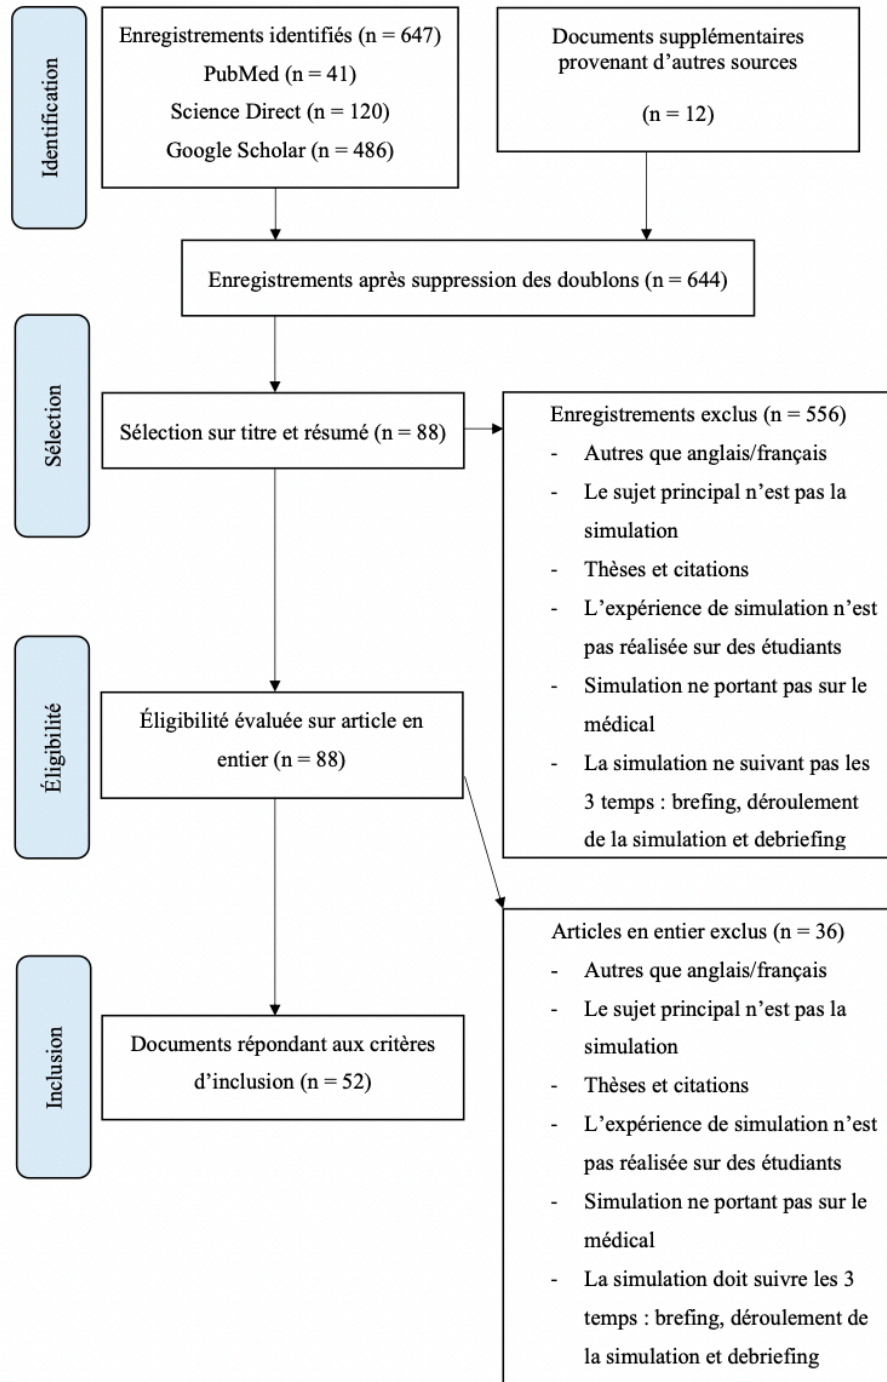 Identification
Enregistrements identifiés (n = 647)
PubMed (n = 41)
Science Direct (n = 120)
Google Scholar (n = 486)
Documents supplémentaires
provenant d’autres sources
(n = 12)
Enregistrements après suppression des doublons (n = 644)
Sélection
Sélection sur titre et résumé (n = 88)
Enregistrements exclus (n = 556)
- Autres que anglais/français
- Le sujet principal n’est pas la
simulation
- Thèses et citations
- L’expérience de simulation n’est
pas réalisée sur des étudiants
- Simulation ne portant pas sur le
médical
- La simulation ne suivant pas les
3 temps : brefing, déroulement
de la simulation et debriefing
Éligibilité
Éligibilité évaluée sur article en
entier (n = 88)
Articles en entier exclus (n = 36)
- Autres que anglais/français
- Le sujet principal n’est pas la
simulation
- Thèses et citations
- L’expérience de simulation n’est
pas réalisée sur des étudiants
- Simulation ne portant pas sur le
médical
- La simulation doit suivre les 3
temps : brefing, déroulement de
la simulation et debriefing
Inclusion
Documents répondant aux critères
d’inclusion (n = 52)